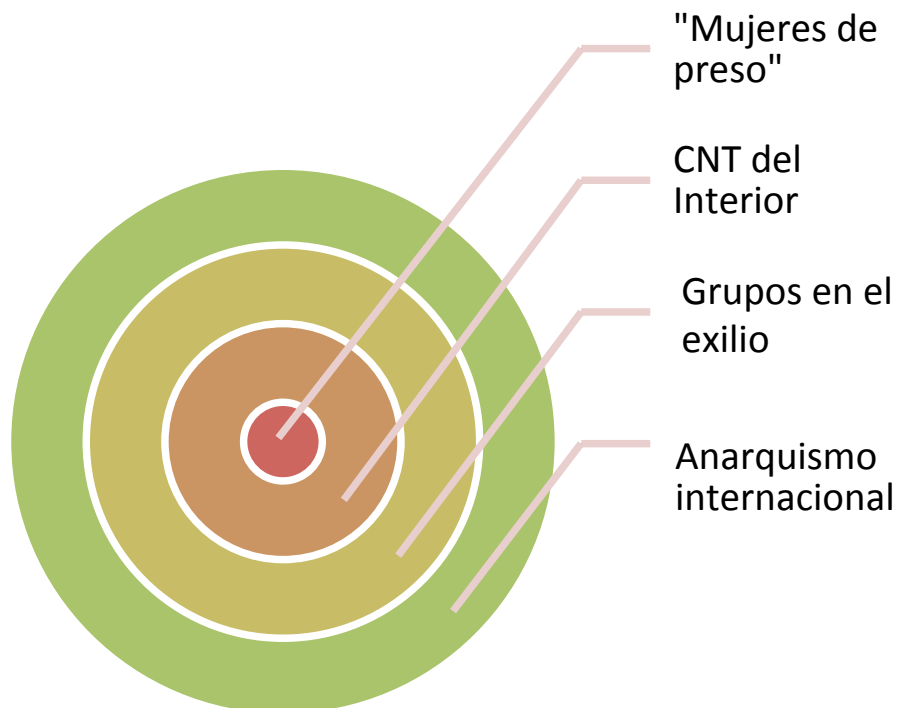 "Mujeres de
preso"
CNT del
Interior
Grupos en el
exilio
Anarquismo
internacional